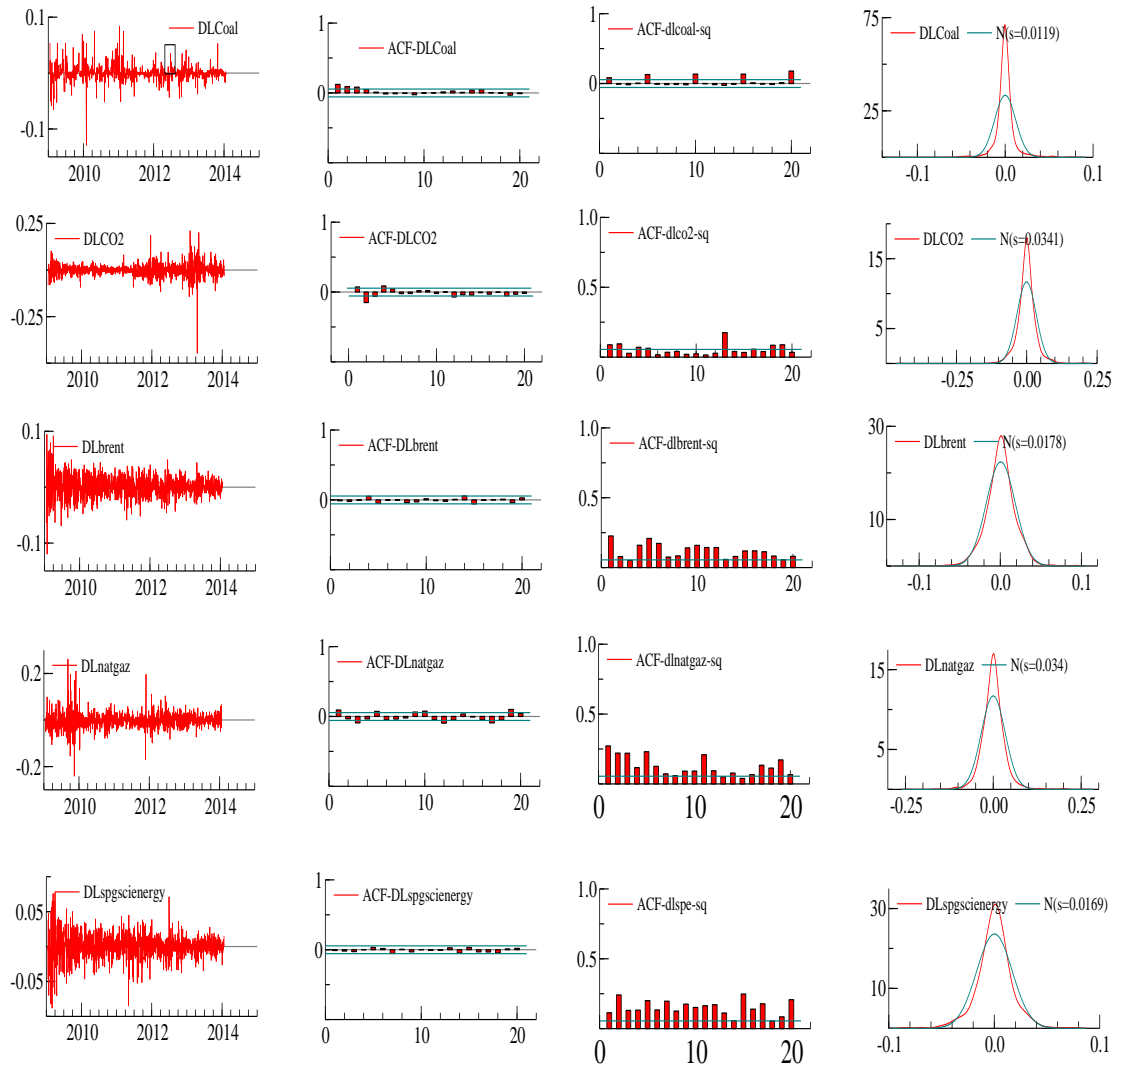 0.1
DLCoal
-0.1
2010 2012 2014
1
ACF-DLCoal
0
0 10 20
1
ACF-dlcoal-sq
0
0 10 20
75
DLCoal N(s=0.0119)
25
-0.1 0.0 0.1
0.25
DLCO2
-0.25
2010 2012 2014
1
ACF-DLCO2
0
0 10 20
1.0
ACF-dlco2-sq
0.5
0 10 20
DLCO2 N(s=0.0341)
15
5
-0.25 0.00 0.25
0.1
DLbrent
-0.1
2010 2012 2014
1
ACF-DLbrent
0
0 10 20
1.0
ACF-dlbrent-sq
0.5
0 10 20
30
DLbrent N(s=0.0178)
10
-0.1 0.0 0.1
DLnatgaz
0.2
-0.2
2010 2012 2014
1
ACF-DLnatgaz
0
0 10 20
1.0
ACF-dlnatgaz-sq
0.5
0 10 20
15
DLnatgaz N(s=0.034)
5
-0.25 0.00 0.25
DLspgscienergy
0.05
-0.05
2010 2012 2014
1
ACF-DLspgscienergy
0
0 10 20
1.0
ACF-dlspe-sq
0.5
0 10 20
30
DLspgscienergy N(s=0.0169)
10
-0.1 0.0 0.1